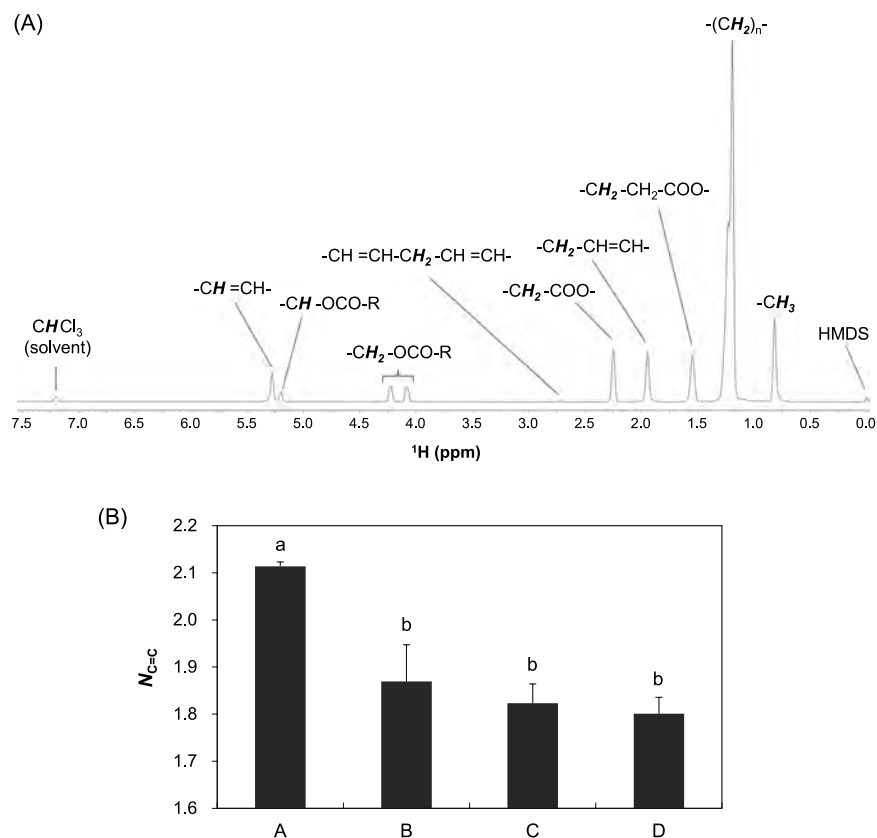 (A)
-(CH₂)ₙ-
-CH₂-CH₂-COO-
-CH=CH-CH₂-CH=CH-
-CH₂-CH=CH-
-CH=CH-
-CH-OCO-R
-CH₂-COO-
-CH₃
CHCl₃
(solvent)
-CH₂-OCO-R
HMDS
7.5 7.0 6.5 6.0 5.5 5.0 4.5 4.0 3.5 3.0 2.5 2.0 1.5 1.0 0.5 0.0
¹H (ppm)
(B)
2.2
2.1
2.0
1.9
1.8
1.7
1.6
N_C=C
a
b
b
b
A B C D